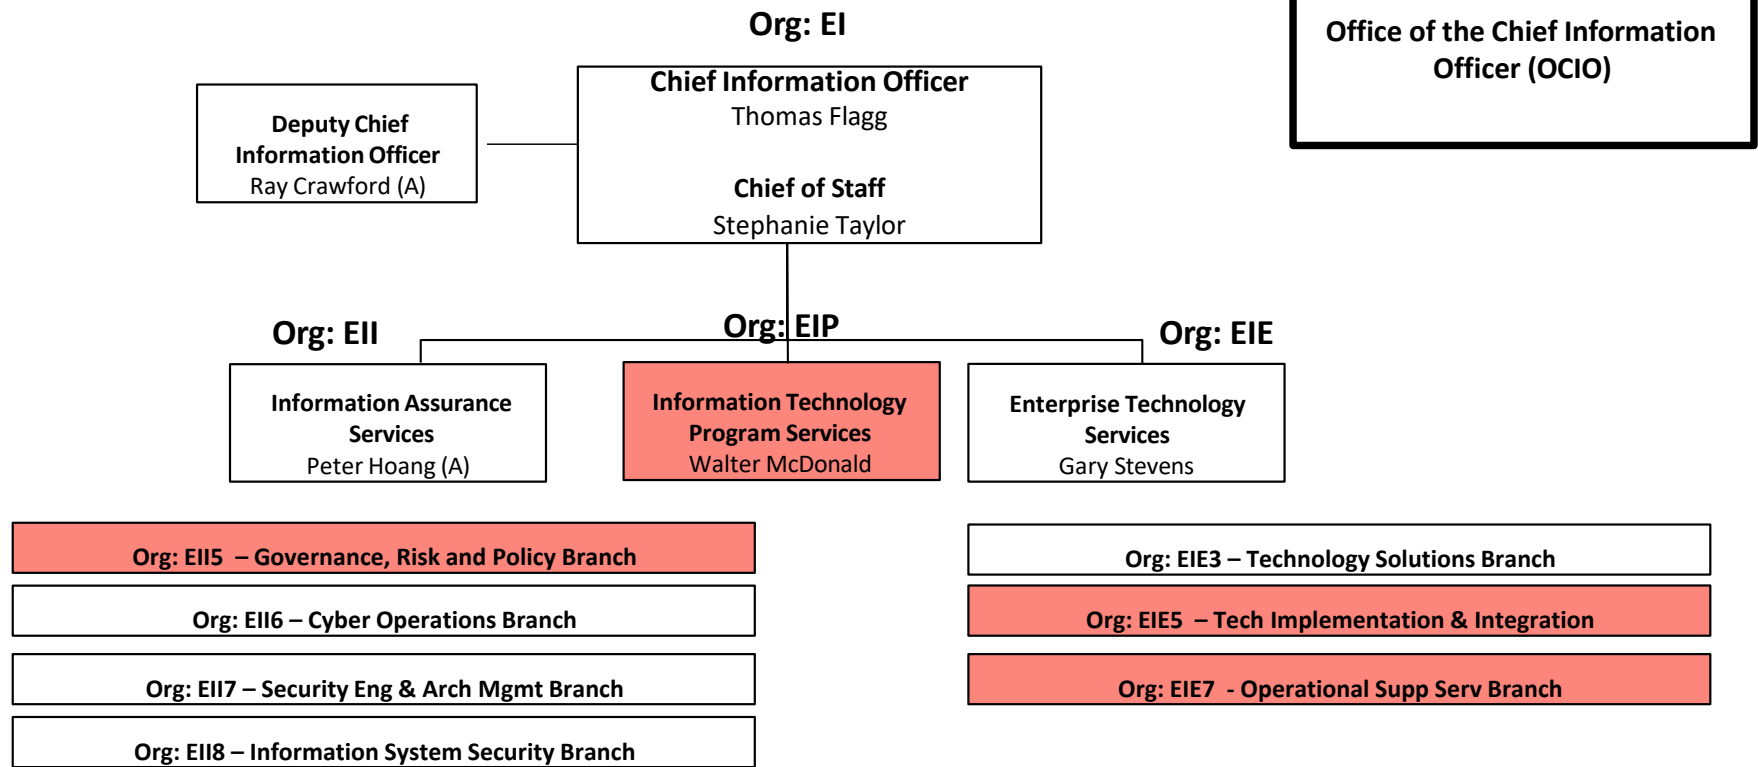 Org: EI
Office of the Chief Information
Officer (OCIO)
Chief Information Officer
Thomas Flagg
Chief of Staff
Stephanie Taylor
Deputy Chief
Information Officer
Ray Crawford (A)
Org: EII
Org: EIP
Org: EIE
Information Assurance
Services
Peter Hoang (A)
Information Technology
Program Services
Walter McDonald
Enterprise Technology
Services
Gary Stevens
Org: EII5 – Governance, Risk and Policy Branch
Org: EII6 – Cyber Operations Branch
Org: EII7 – Security Eng & Arch Mgmt Branch
Org: EII8 – Information System Security Branch
Org: EIE3 – Technology Solutions Branch
Org: EIE5 – Tech Implementation & Integration
Org: EIE7 - Operational Supp Serv Branch